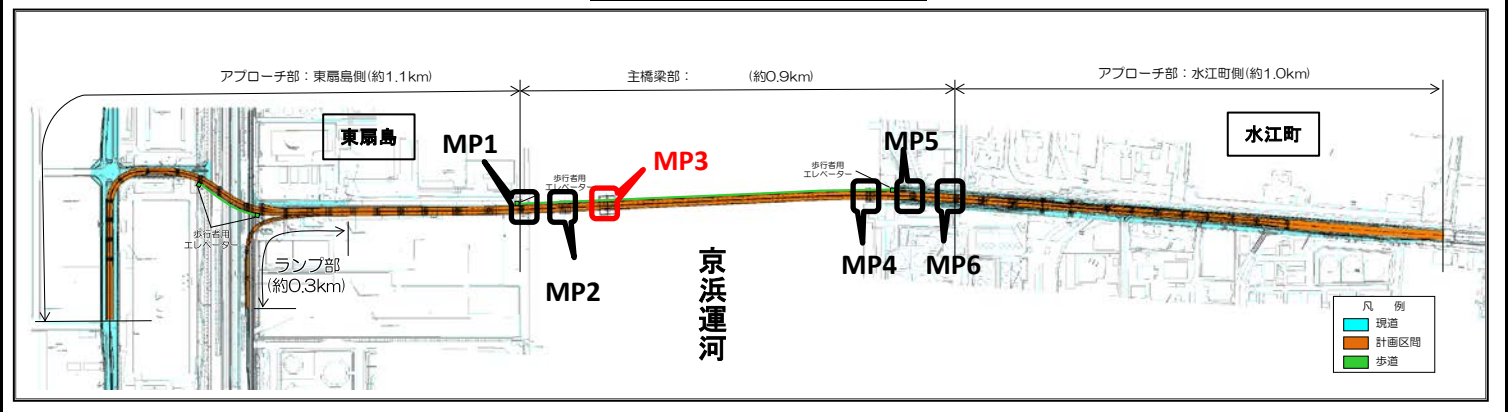 アプローチ部：東扇島側(約1.1km)
主橋梁部：　　(約0.9km)
アプローチ部：水江町側(約1.0km)
東扇島
水江町
MP1
MP3
MP5
歩行者用
エレベーター
歩行者用
エレベーター
歩行者用
エレベーター
ランプ部
(約0.3km)
MP2
MP4
MP6
京浜運河
凡　例
現道
計画区間
歩道